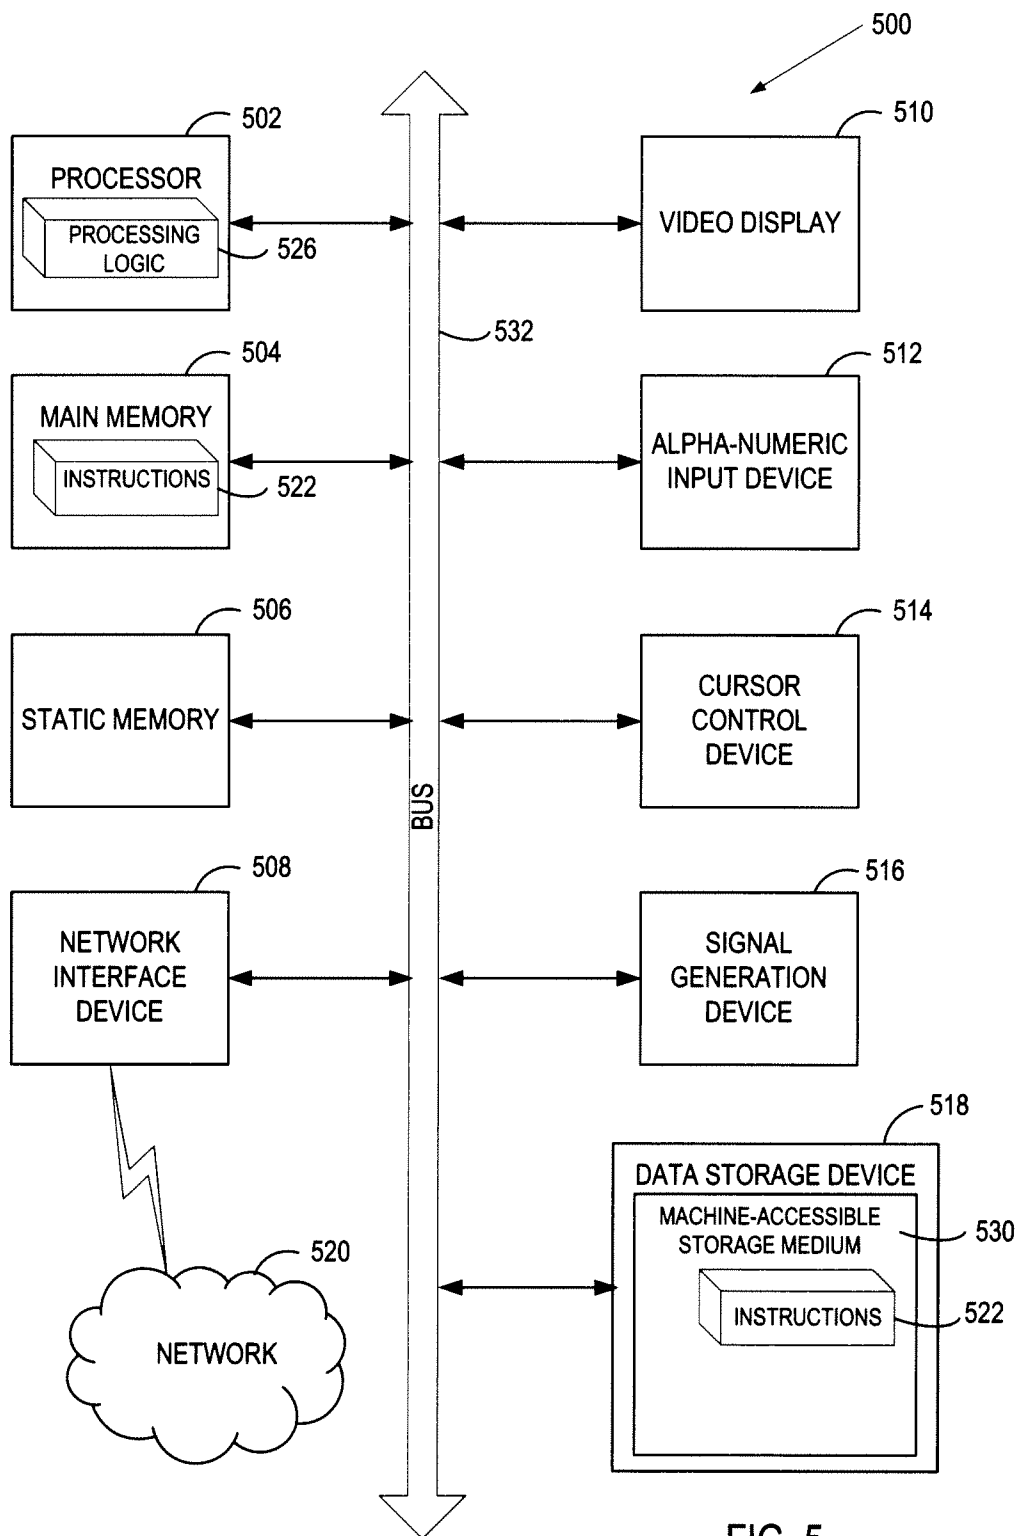 500
502
PROCESSOR
PROCESSING
LOGIC
526
510
VIDEO DISPLAY
532
504
MAIN MEMORY
INSTRUCTIONS
522
512
ALPHA-NUMERIC
INPUT DEVICE
506
STATIC MEMORY
514
CURSOR
CONTROL
DEVICE
BUS
508
NETWORK
INTERFACE
DEVICE
516
SIGNAL
GENERATION
DEVICE
518
DATA STORAGE DEVICE
MACHINE-ACCESSIBLE
STORAGE MEDIUM
530
INSTRUCTIONS
522
520
NETWORK
FIG. 5